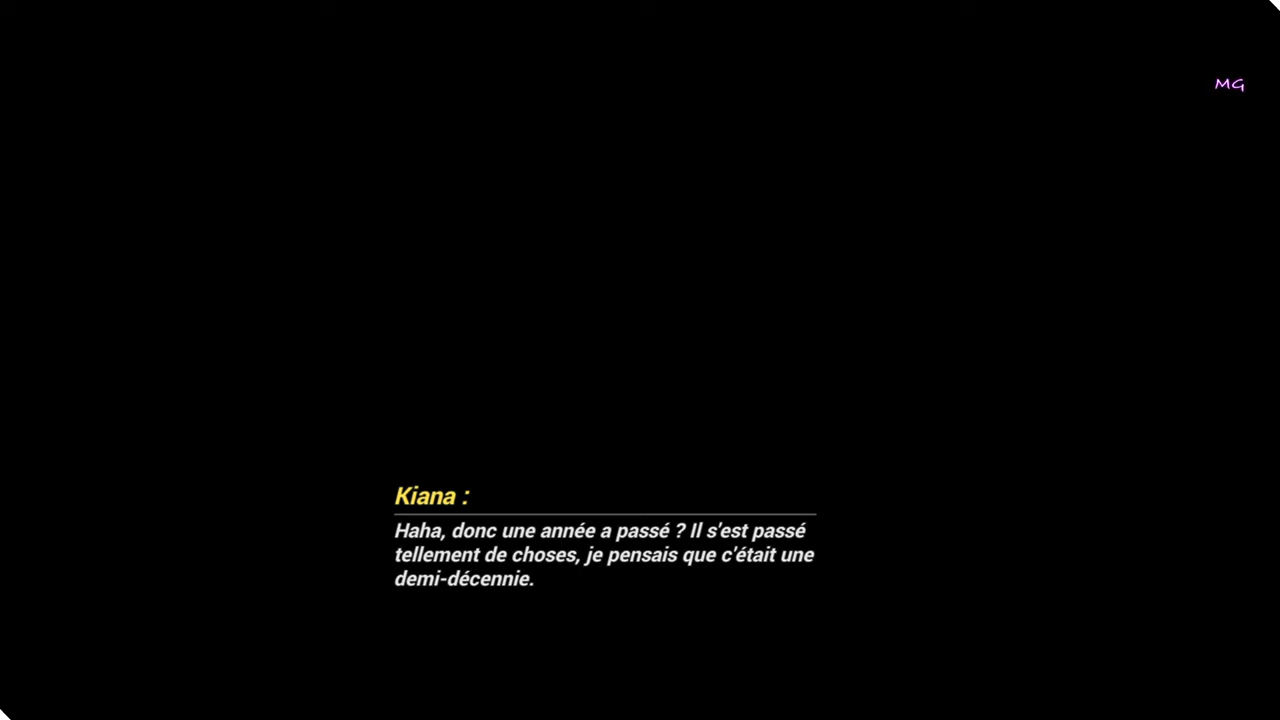 MG
Kiana :
Haha, donc une année a passé ? Il s'est passé
tellement de choses, je pensais que c'était une
demi-décennie.